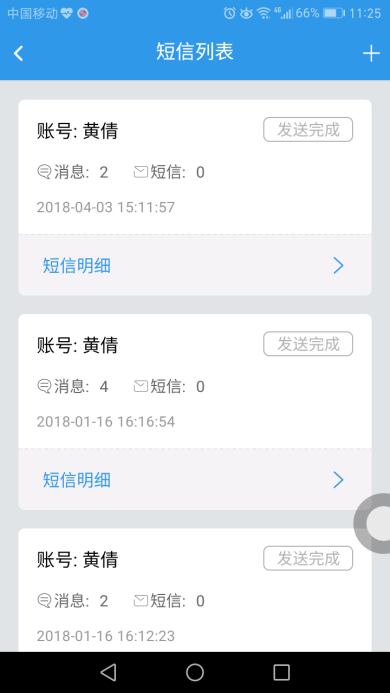 中国移动 66% 11:25
短信列表
账号: 黄倩 发送完成
消息: 2 短信: 0
2018-04-03 15:11:57
短信明细
账号: 黄倩 发送完成
消息: 4 短信: 0
2018-01-16 16:16:54
短信明细
账号: 黄倩 发送完成
消息: 2 短信: 0
2018-01-16 16:12:23